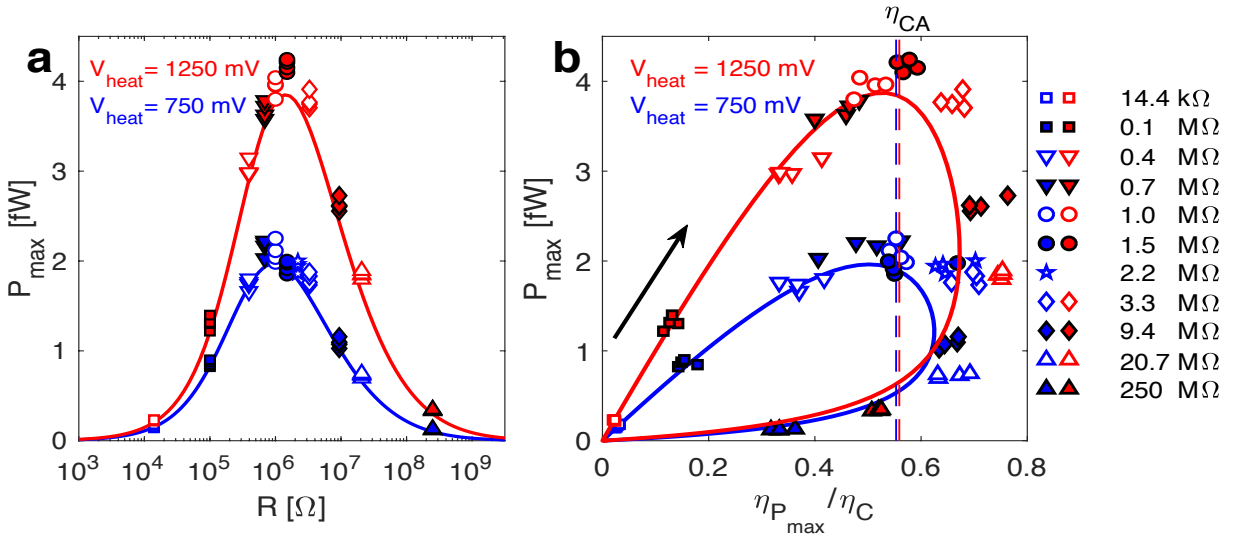 a
V_heat = 1250 mV
V_heat = 750 mV
P_max [fW]
4
3
2
1
0
10^3
10^4
10^5
10^6
10^7
10^8
10^9
R [Ω]
b
η_CA
V_heat = 1250 mV
V_heat = 750 mV
P_max [fW]
4
3
2
1
0
0
0.2
0.4
0.6
0.8
η_P_max / η_C
14.4 kΩ
0.1 MΩ
0.4 MΩ
0.7 MΩ
1.0 MΩ
1.5 MΩ
2.2 MΩ
3.3 MΩ
9.4 MΩ
20.7 MΩ
250 MΩ